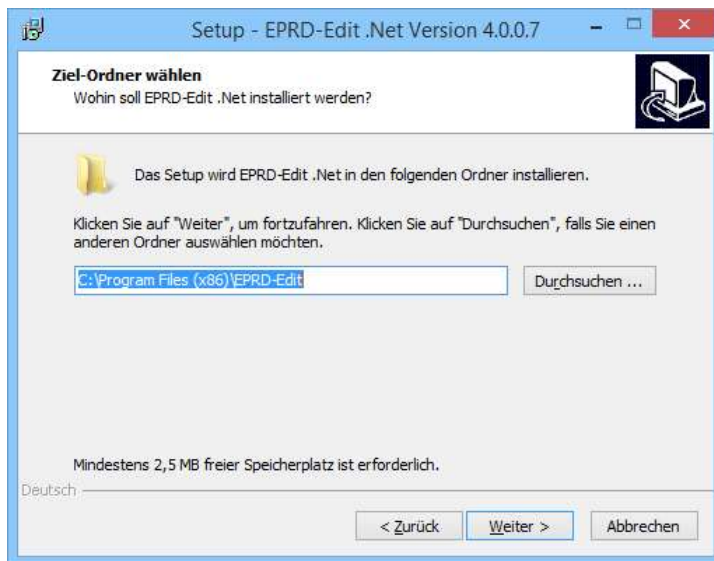 Setup - EPRD-Edit .Net Version 4.0.0.7
Ziel-Ordner wählen
Wohin soll EPRD-Edit .Net installiert werden?
Das Setup wird EPRD-Edit .Net in den folgenden Ordner installieren.
Klicken Sie auf "Weiter", um fortzufahren. Klicken Sie auf "Durchsuchen", falls Sie einen
anderen Ordner auswählen möchten.
C:\Program Files (x86)\EPRD-Edit
Durchsuchen ...
Mindestens 2,5 MB freier Speicherplatz ist erforderlich.
Deutsch
< Zurück
Weiter >
Abbrechen